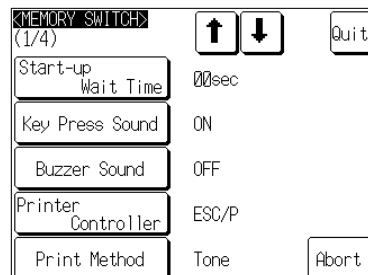 <MEMORY SWITCH>
(1/4)
Quit
Start-up
Wait Time
00sec
Key Press Sound
ON
Buzzer Sound
OFF
Printer
Controller
ESC/P
Print Method
Tone
Abort